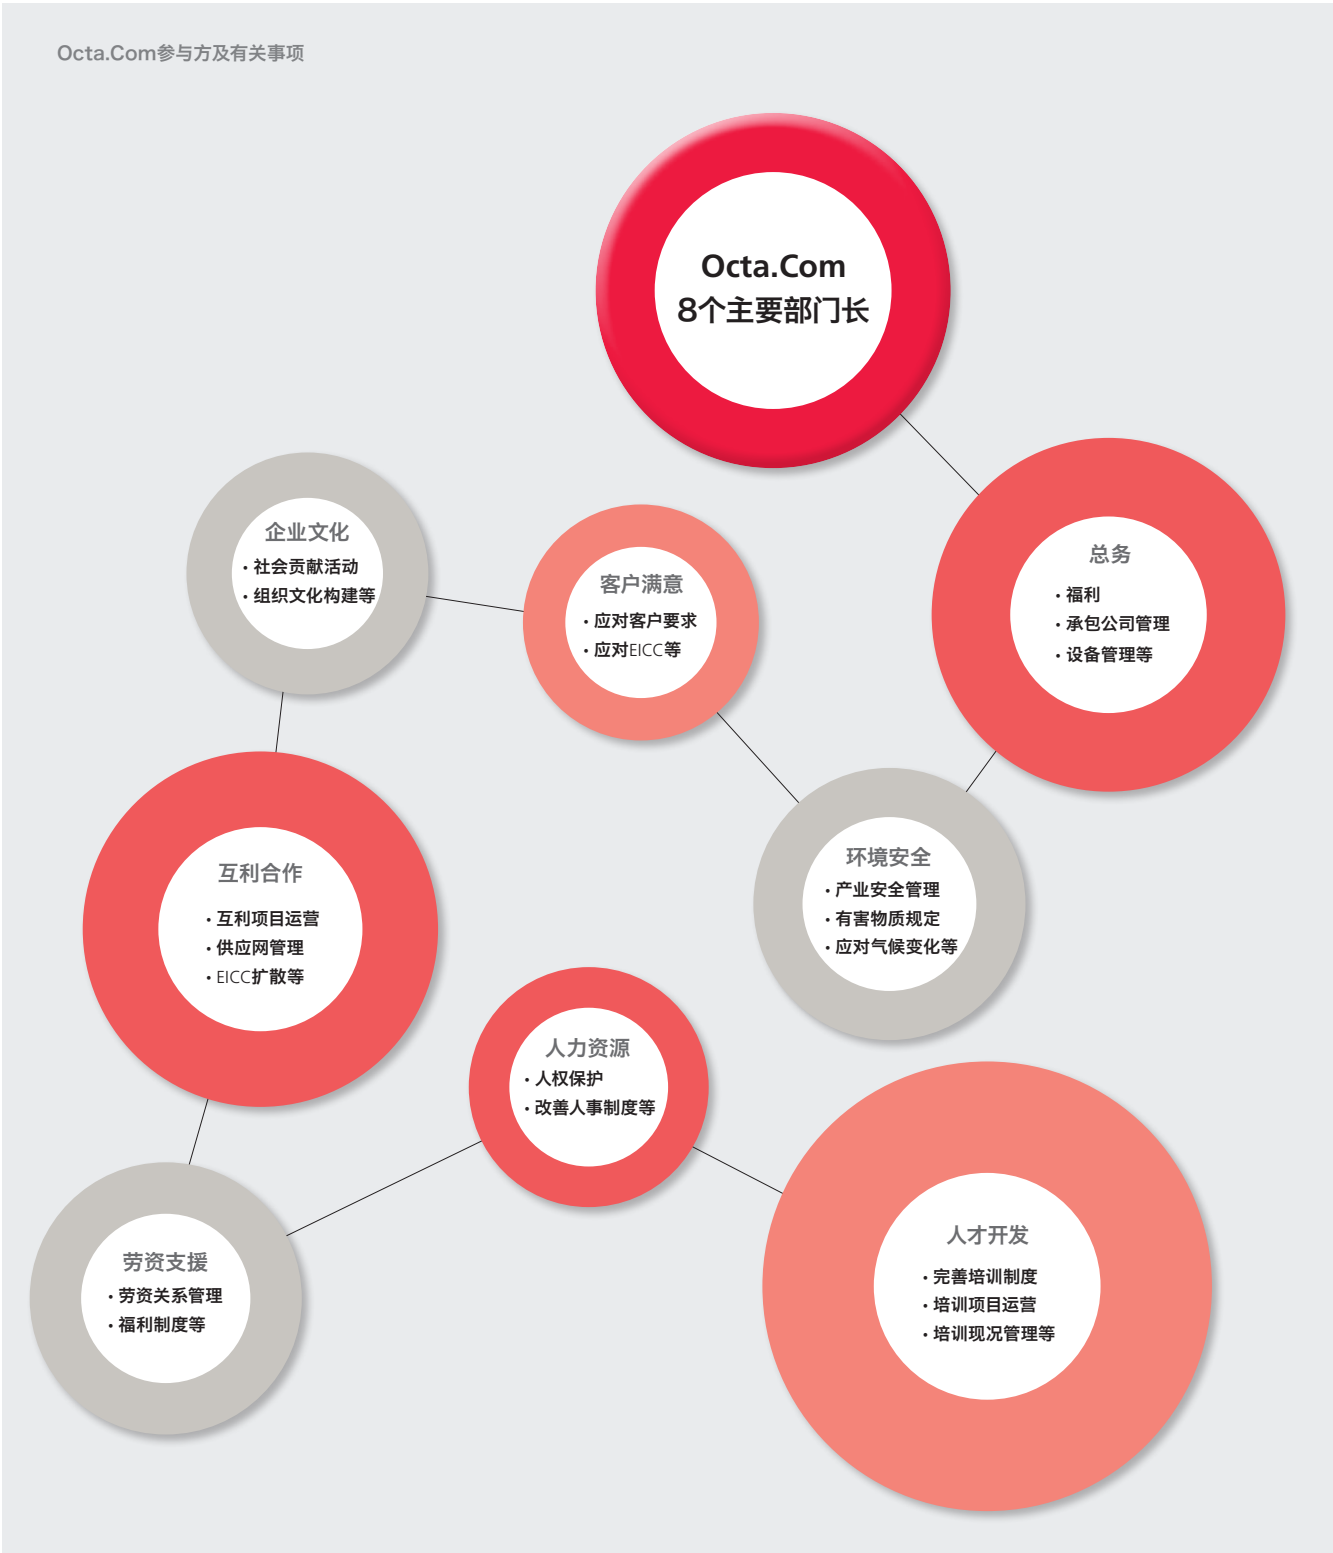 Octa.Com参与方及有关事项
Octa.Com
8个主要部门长
总务
• 福利
• 承包公司管理
• 设备管理等
企业文化
• 社会贡献活动
• 组织文化构建等
客户满意
• 应对客户要求
• 应对EICC等
环境安全
• 产业安全管理
• 有害物质规定
• 应对气候变化等
互利合作
• 互利项目运营
• 供应网管理
• EICC扩散等
人力资源
• 人权保护
• 改善人事制度等
劳资支援
• 劳资关系管理
• 福利制度等
人才开发
• 完善培训制度
• 培训项目运营
• 培训现况管理等